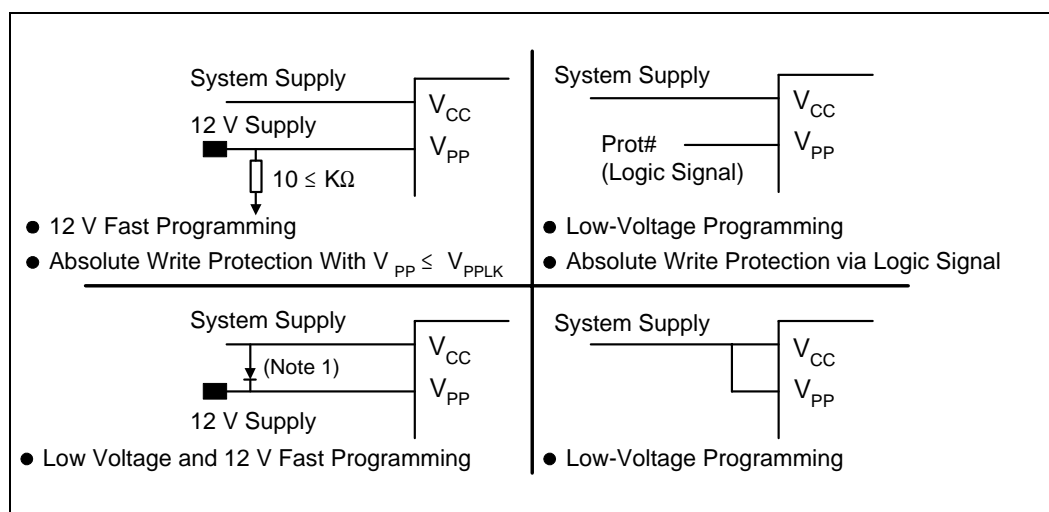 System Supply
V_CC
12 V Supply
V_PP
10 ≤ KΩ
● 12 V Fast Programming
● Absolute Write Protection With V_PP ≤ V_PPLK
System Supply
V_CC
Prot#
V_PP
(Logic Signal)
● Low-Voltage Programming
● Absolute Write Protection via Logic Signal
System Supply
V_CC
(Note 1)
V_PP
12 V Supply
● Low Voltage and 12 V Fast Programming
System Supply
V_CC
V_PP
● Low-Voltage Programming